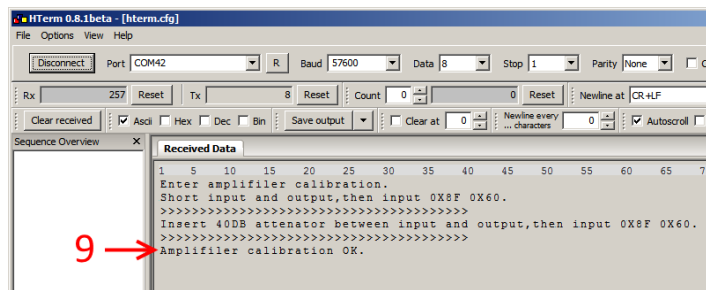 HTerm 0.8.1beta - [hterm.cfg]
File Options View Help
Disconnect Port COM42 R Baud 57600 Data 8 Stop 1 Parity None
Rx 257 Reset Tx 8 Reset Count 0 0 Reset Newline at CR+LF
Clear received Ascii Hex Dec Bin Save output Clear at 0 Newline every ... characters 0 Autoscroll
Sequence Overview X Received Data
1 5 10 15 20 25 30 35 40 45 50 55 60 65
Enter amplifiler calibration.
Short input and output,then input 0X8F 0X60.
>>>>>>>>>>>>>>>>>>>>>>>>>>>>>>>>>>>>>>>
Insert 40DB attenator between input and output,then input 0X8F 0X60.
>>>>>>>>>>>>>>>>>>>>>>>>>>>>>>>>>>>>>>>
9 Amplifiler calibration OK.